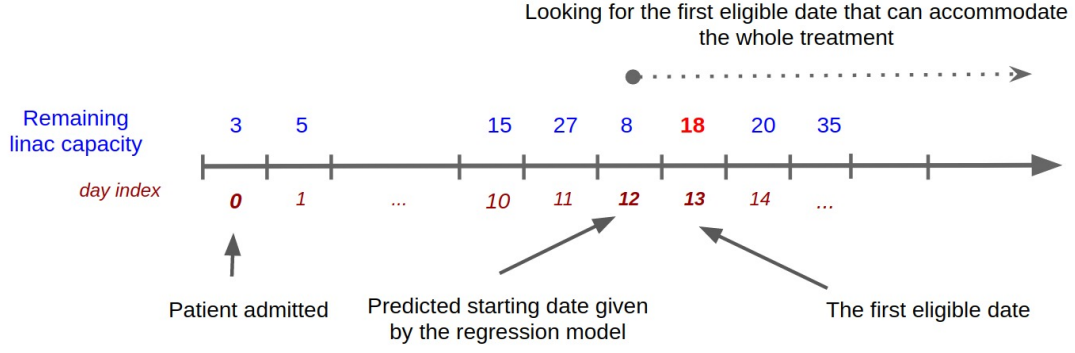 Looking for the first eligible date that can accommodate
the whole treatment
Remaining
linac capacity
3 5 15 27 8 18 20 35
day index
0 1 ... 10 11 12 13 14 ...
Patient admitted
Predicted starting date given
by the regression model
The first eligible date